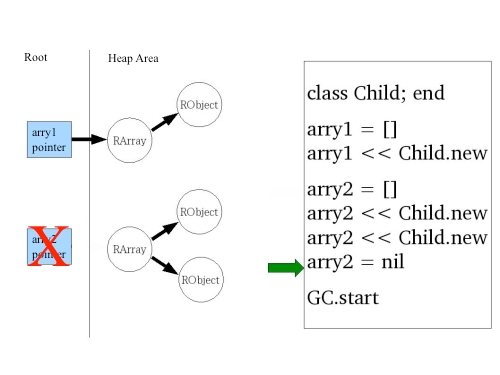 Root
Heap Area
arry1
pointer
RArray
RObject
arry2
pointer
X
RArray
RObject
RObject
class Child; end
arry1 = []
arry1 << Child.new
arry2 = []
arry2 << Child.new
arry2 << Child.new
arry2 = nil
GC.start